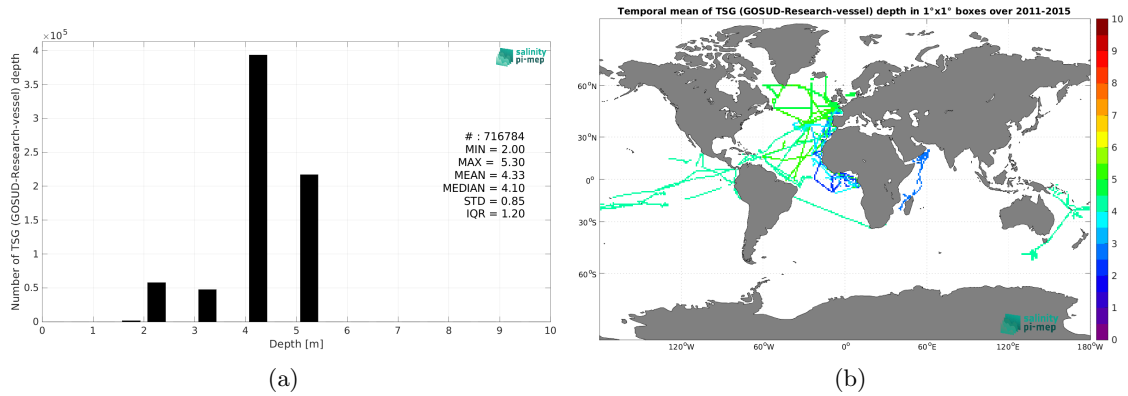 ×10⁵
4
3.5
3
2.5
2
1.5
1
0.5
0
Number of TSG (GOSUD-Research-vessel) depth
salinity
pi-mep
# : 716784
MIN = 2.00
MAX = 5.30
MEAN = 4.33
MEDIAN = 4.10
STD = 0.85
IQR = 1.20
0 1 2 3 4 5 6 7 8 9 10
Depth [m]
(a)
Temporal mean of TSG (GOSUD-Research-vessel) depth in 1°x1° boxes over 2011-2015
60°N
30°N
0°
30°S
60°S
120°W 60°W 0° 60°E 120°E 180°W
salinity
pi-mep
10
9
8
7
6
5
4
3
2
1
0
(b)